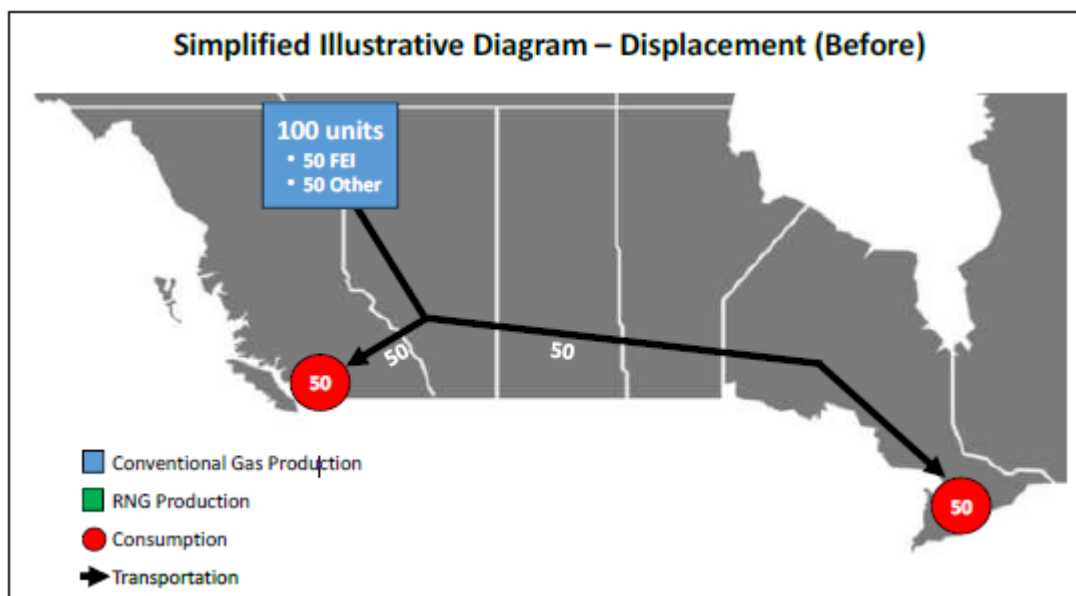 Simplified Illustrative Diagram – Displacement (Before)
100 units
• 50 FEI
• 50 Other
50
50
50
50
Conventional Gas Production
RNG Production
Consumption
Transportation